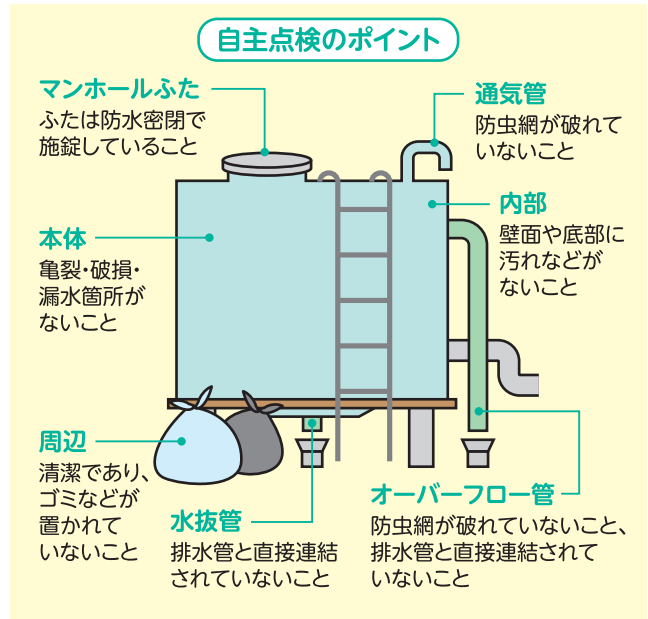 自主点検のポイント
マンホールふた
ふたは防水密閉で
施錠していること
通気管
防虫網が破れて
いないこと
本体
亀裂・破損・
漏水箇所が
ないこと
内部
壁面や底部に
汚れなどが
ないこと
周辺
清潔であり、
ゴミなどが
置かれて
いないこと
水抜管
排水管と直接連結
されていないこと
オーバーフロー管
防虫網が破れていないこと、
排水管と直接連結されて
いないこと